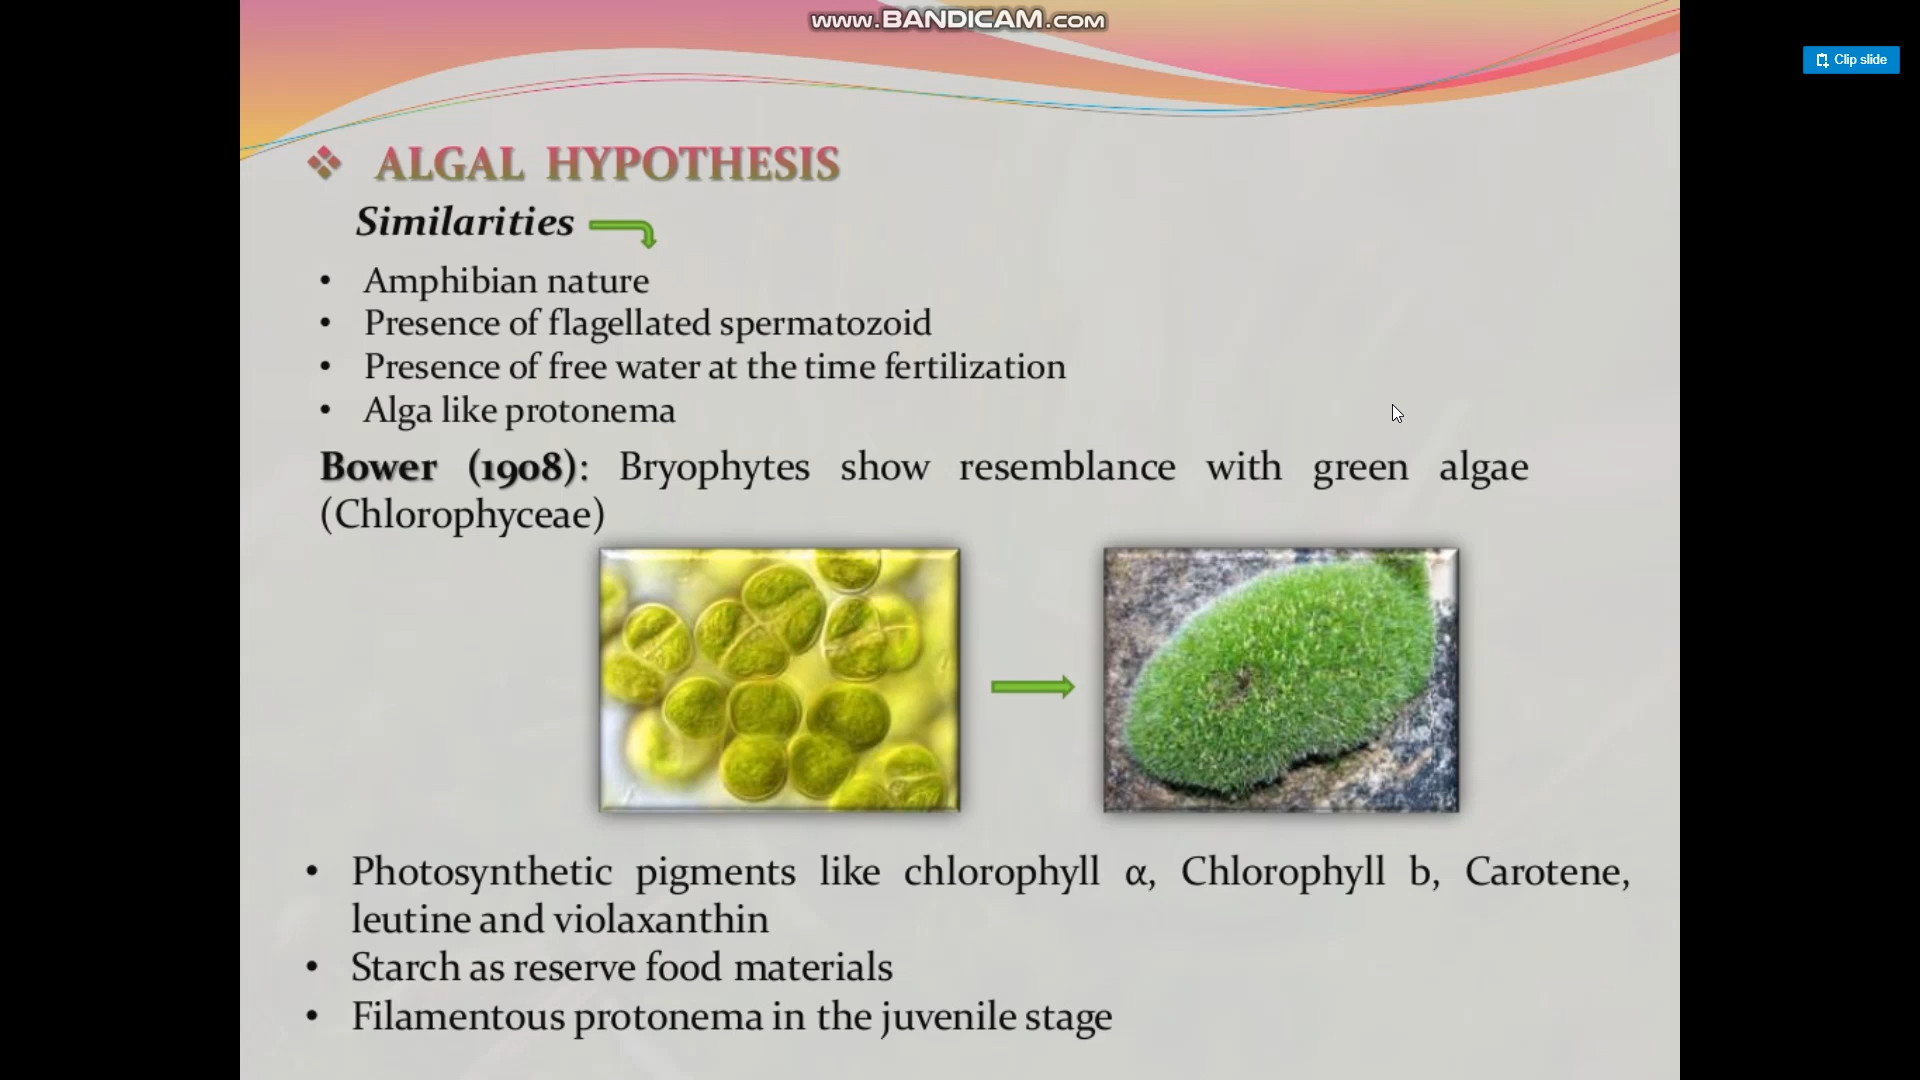 www.BANDICAM.com
Clip slide
ALGAL HYPOTHESIS
Similarities
• Amphibian nature
• Presence of flagellated spermatozoid
• Presence of free water at the time fertilization
• Alga like protonema
Bower (1908): Bryophytes show resemblance with green algae
(Chlorophyceae)
• Photosynthetic pigments like chlorophyll α, Chlorophyll b, Carotene,
leutine and violaxanthin
• Starch as reserve food materials
• Filamentous protonema in the juvenile stage